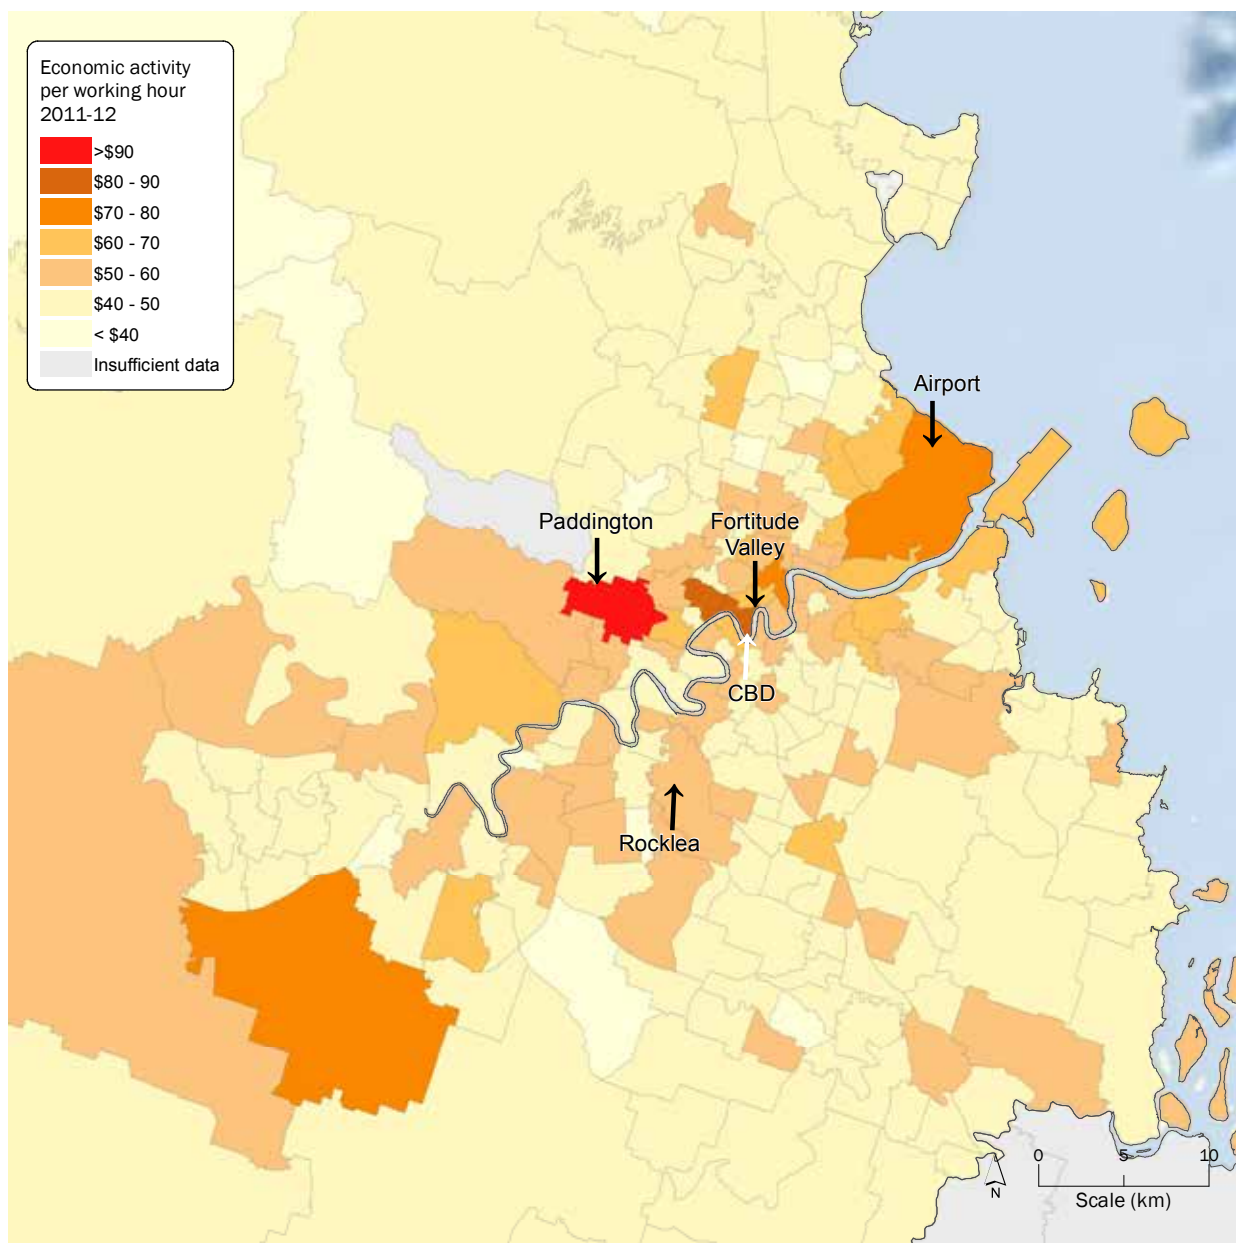 Economic activity
per working hour
2011-12
>$90
$80 - 90
$70 - 80
$60 - 70
$50 - 60
$40 - 50
< $40
Insufficient data
Airport
Paddington
Fortitude
Valley
CBD
Rocklea
N
0 5 10
Scale (km)